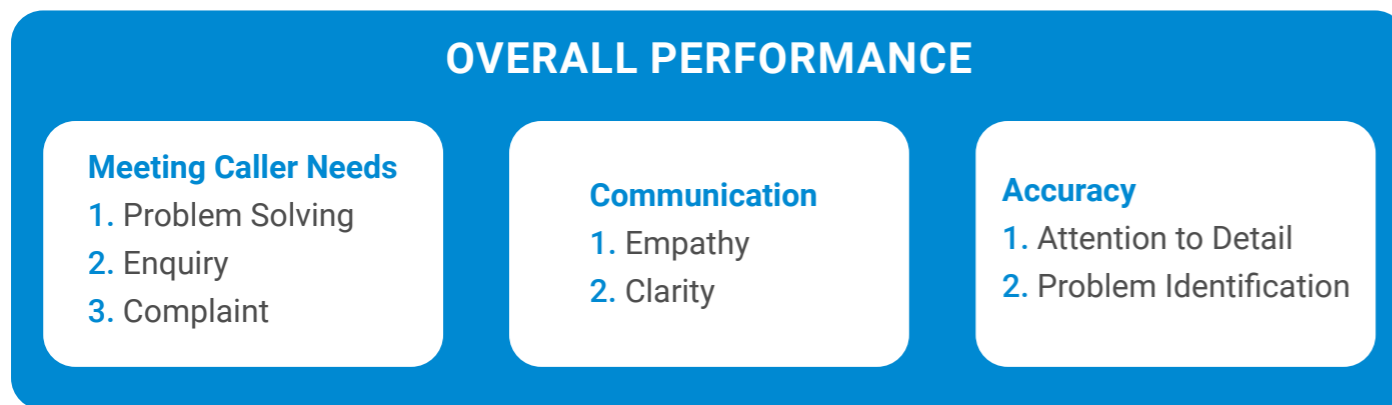 OVERALL PERFORMANCE
Meeting Caller Needs
1. Problem Solving
2. Enquiry
3. Complaint
Communication
1. Empathy
2. Clarity
Accuracy
1. Attention to Detail
2. Problem Identification